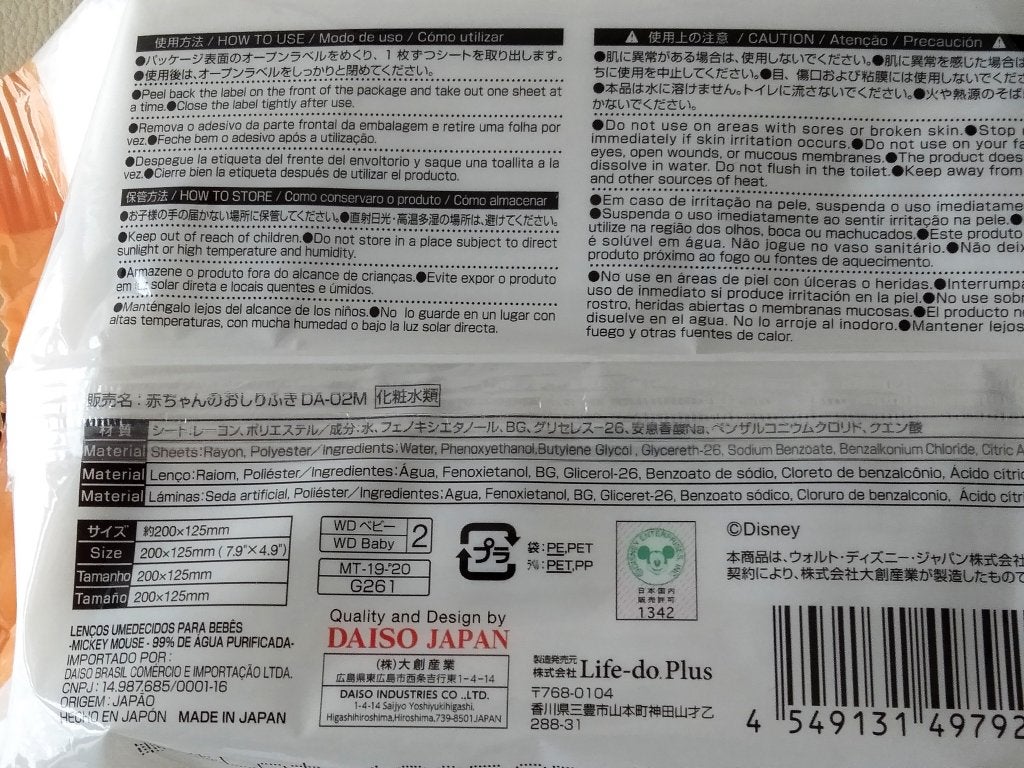 使用方法 / HOW TO USE / Modo de uso / Cómo utilizar
●パッケージ表面のオープンラベルをめくり、1枚ずつシートを取り出します。
●使用後は、オープンラベルをしっかりと閉めてください。
●Peel back the label on the front of the package and take out one sheet at
a time.●Close the label tightly after use.
●Remova o adesivo da parte frontal da embalagem e retire uma folha por
vez.●Feche bem o adesivo após a utilização.
●Despegue la etiqueta del frente del envoltorio y saque una toallita a la
vez.●Cierre bien la etiqueta después de utilizar el producto.
保管方法 / HOW TO STORE / Como conservaro o produto / Cómo almacenar
●お子様の手の届かない場所に保管してください。●直射日光・高温多湿の場所は、避けてください。
●Keep out of reach of children.●Do not store in a place subject to direct
sunlight or high temperature and humidity.
●Armazene o produto fora do alcance de crianças.●Evite expor o produto
em solar direta e locais quentes e úmidos.
●Manténgalo lejos del alcance de los niños.●No lo guarde en un lugar con
altas temperaturas, con mucha humedad o bajo la luz solar directa.
使用上の注意 / CAUTION / Atenção / Precaución
●肌に異常がある場合は、使用しないでください。●肌に異常を感じた場合は
ちに使用を中止してください。●目、傷口および粘膜には使用しないでくださ
●本品は水に溶けません。トイレに流さないでください。●火や熱源のそば
かないでください。
●Do not use on areas with sores or broken skin.●Stop
immediately if skin irritation occurs.●Do not use on your fa
eyes, open wounds, or mucous membranes.●The product does
dissolve in water. Do not flush in the toilet.●Keep away from
and other sources of heat.
●Em caso de irritação na pele, suspenda o uso imediatame
●Suspenda o uso imediatamente ao sentir irritação na pele.●
utilize na região dos olhos, boca ou machucados.●Este produto
é solúvel em água. Não jogue no vaso sanitário.●Não deix
produto próximo ao fogo ou fontes de aquecimento.
●No use en áreas de piel con úlceras o heridas.●Interrumpa
uso de inmediato si produce irritación en la piel.●No use sobr
rostro, heridas abiertas o membranas mucosas.●El producto n
disuelve en el agua. No lo arroje al inodoro.●Mantener lejos
fuego y otras fuentes de calor.
販売名：赤ちゃんのおしりふき DA-02M 化粧水類
材質 シート:レーヨン、ポリエステル／成分:水、フェノキシエタノール、BG、グリセレス-26、安息香酸Na、ベンザルコニウムクロリド、クエン酸
Material Sheets:Rayon, Polyester／Ingredients:Water, Phenoxyethanol,Butylene Glycol, Glycereth-26, Sodium Benzoate, Benzalkonium Chloride, Citric A
Material Lenço:Raiom, Poliéster／Ingredientes:Água, Fenoxietanol, BG, Glicerol-26, Benzoato de sódio, Cloreto de benzalcônio, Ácido cítric
Material Láminas:Seda artificial, Poliéster／Ingredientes:Agua, Fenoxietanol, BG, Gliceret-26, Benzoato sódico, Cloruro de benzalconio, Ácido cítri
サイズ 約200×125mm
Size 200×125mm ( 7.9"× 4.9")
Tamanho 200×125mm
Tamaño 200×125mm
WD ベビー
WD Baby 2
MT-19-'20
G261
プラ
袋：PE,PET
ﾗﾍﾞﾙ：PET,PP
日本国内
販売許可
1342
©Disney
本商品は、ウォルト・ディズニー・ジャパン株式会社
契約により、株式会社大創産業が製造したもので
LENÇOS UMEDECIDOS PARA BEBÊS
-MICKEY MOUSE - 99% DE ÁGUA PURIFICADA-
IMPORTADO POR :
DAISO BRASIL COMÉRCIO E IMPORTAÇÃO LTDA.
CNPJ : 14.987.685/0001-16
ORIGEM : JAPÃO
HECHO EN JAPÓN MADE IN JAPAN
Quality and Design by
DAISO JAPAN
(株)大創産業
広島県東広島市西条吉行東1-4-14
DAISO INDUSTRIES CO.,LTD.
1-4-14 Saijyo Yoshiyukihigashi,
Higashihiroshima,Hiroshima,739-8501,JAPAN
製造発売元
株式会社 Life-do. Plus
〒768-0104
香川県三豊市山本町神田山才乙
288-31
4 549131 49792